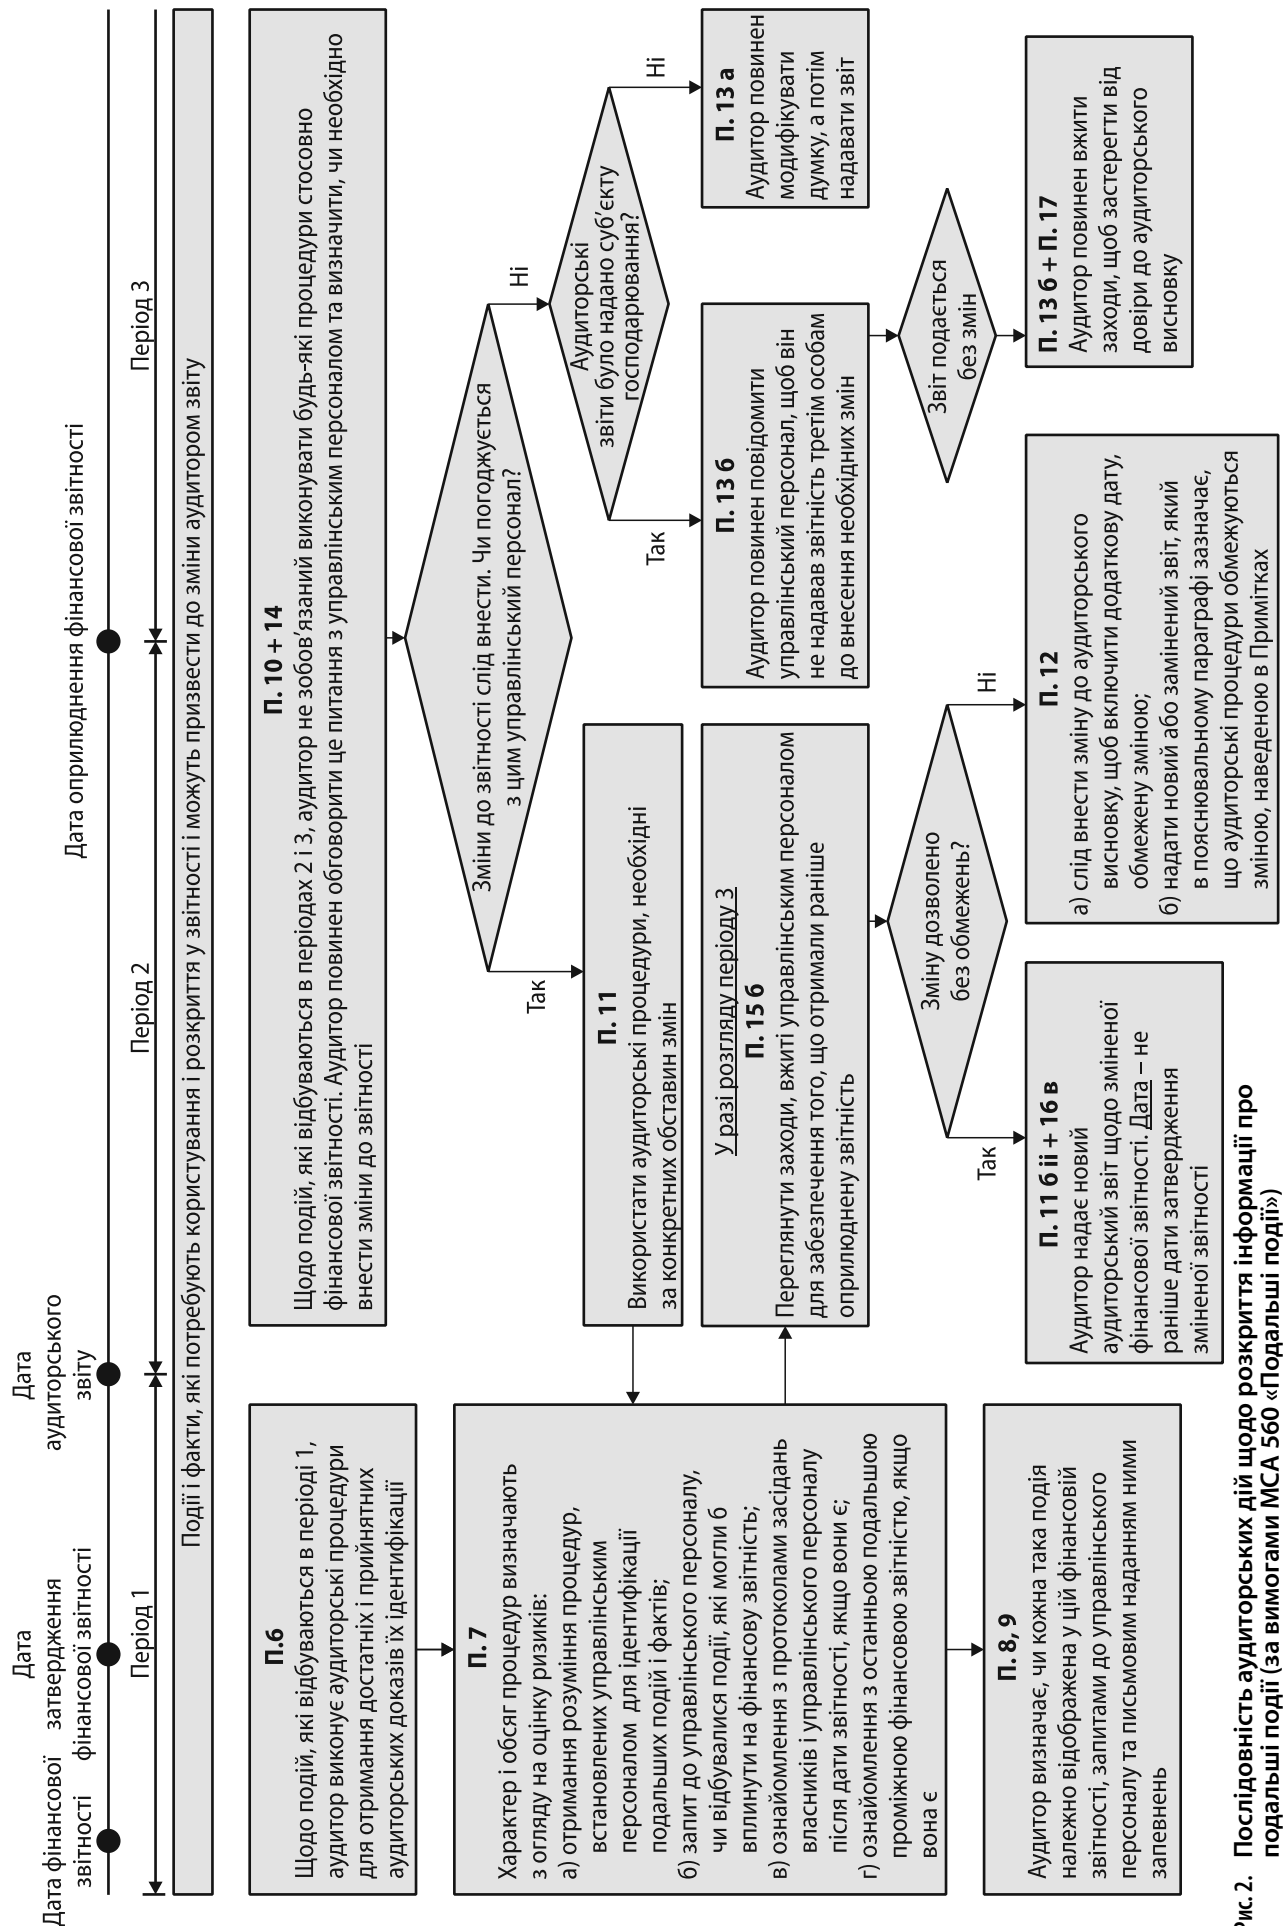 Дата фінансової
звітності
Дата
затвердження
фінансової звітності
Дата
аудиторського
звіту
Дата оприлюднення фінансової звітності
Період 1
Період 2
Період 3
Події і факти, які потребують користування і розкриття у звітності і можуть призвести до зміни аудитором звіту
П.6
Щодо подій, які відбуваються в періоді 1,
аудитор виконує аудиторські процедури
для отримання достатніх і прийнятних
аудиторських доказів їх ідентифікації
П. 7
Характер і обсяг процедур визначають
з огляду на оцінку ризиків:
а) отримання розуміння процедур,
встановлених управлінським
персоналом для ідентифікації
подальших подій і фактів;
б) запит до управлінського персоналу,
чи відбувалися події, які могли б
вплинути на фінансову звітність;
в) ознайомлення з протоколами засідань
власників і управлінського персоналу
після дати звітності, якщо вони є;
г) ознайомлення з останньою подальшою
проміжною фінансовою звітністю, якщо
вона є
П. 8, 9
Аудитор визначає, чи кожна така подія
належно відображена у цій фінансовій
звітності, запитами до управлінського
персоналу та письмовим наданням ними
запевнень
П. 10 + 14
Щодо подій, які відбуваються в періодах 2 і 3, аудитор не зобов’язаний виконувати будь-які процедури стосовно
фінансової звітності. Аудитор повинен обговорити це питання з управлінським персоналом та визначити, чи необхідно
внести зміни до звітності
Зміни до звітності слід внести. Чи погоджується
з цим управлінський персонал?
Так
Ні
П. 11
Використати аудиторські процедури, необхідні
за конкретних обставин змін
Аудиторські
звіти було надано суб’єкту
господарювання?
Так
Ні
У разі розгляду періоду 3
П. 15 б
Переглянути заходи, вжиті управлінським персоналом
для забезпечення того, що отримали раніше
оприлюднену звітність
П. 13 б
Аудитор повинен повідомити
управлінський персонал, щоб він
не надавав звітність третім особам
до внесення необхідних змін
П. 13 а
Аудитор повинен
модифікувати
думку, а потім
надавати звіт
Зміну дозволено
без обмежень?
Так
Ні
Звіт подається
без змін
П. 11 б іі + 16 в
Аудитор надає новий
аудиторський звіт щодо зміненої
фінансової звітності. Дата – не
раніше дати затвердження
зміненої звітності
П. 12
а) слід внести зміну до аудиторського
висновку, щоб включити додаткову дату,
обмежену зміною;
б) надати новий або замінений звіт, який
в пояснювальному параграфі зазначає,
що аудиторські процедури обмежуються
зміною, наведеною в Примітках
П. 13 б + П. 17
Аудитор повинен вжити
заходи, щоб застерегти від
довіри до аудиторського
висновку
Рис. 2. Послідовність аудиторських дій щодо розкриття інформації про
подальші події (за вимогами МСА 560 «Подальші події»)